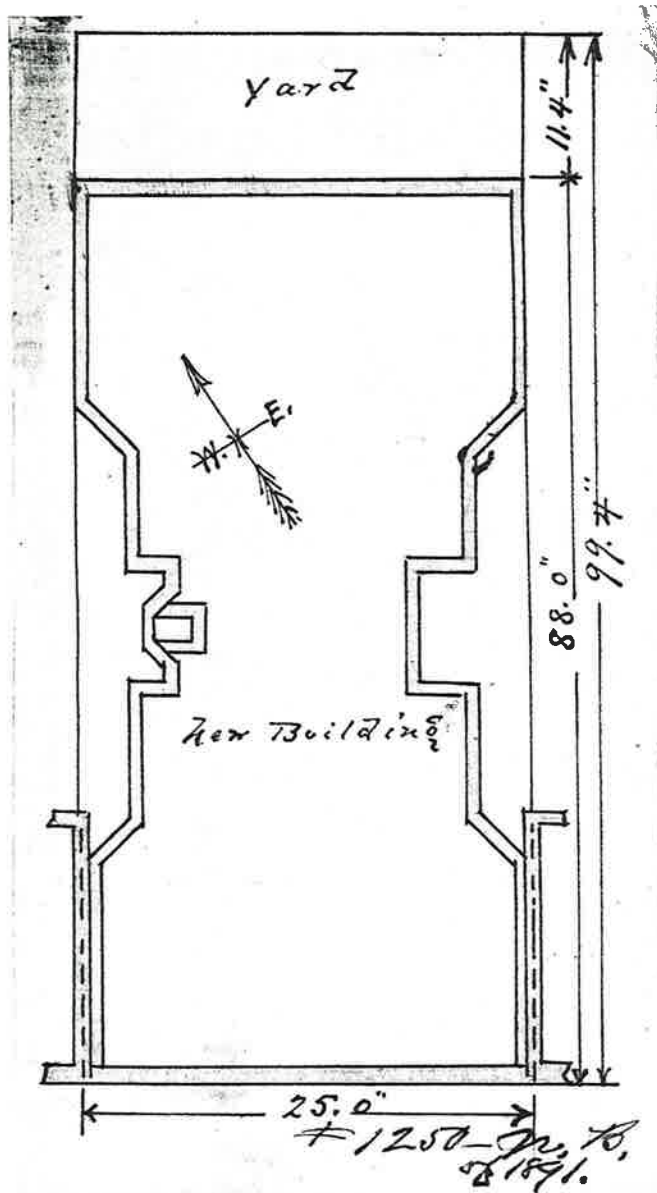 Yard
11.4"
E.
W.
88.0"
99.4"
New Building
25.0"
# 1250 - N. B.
of 1891.